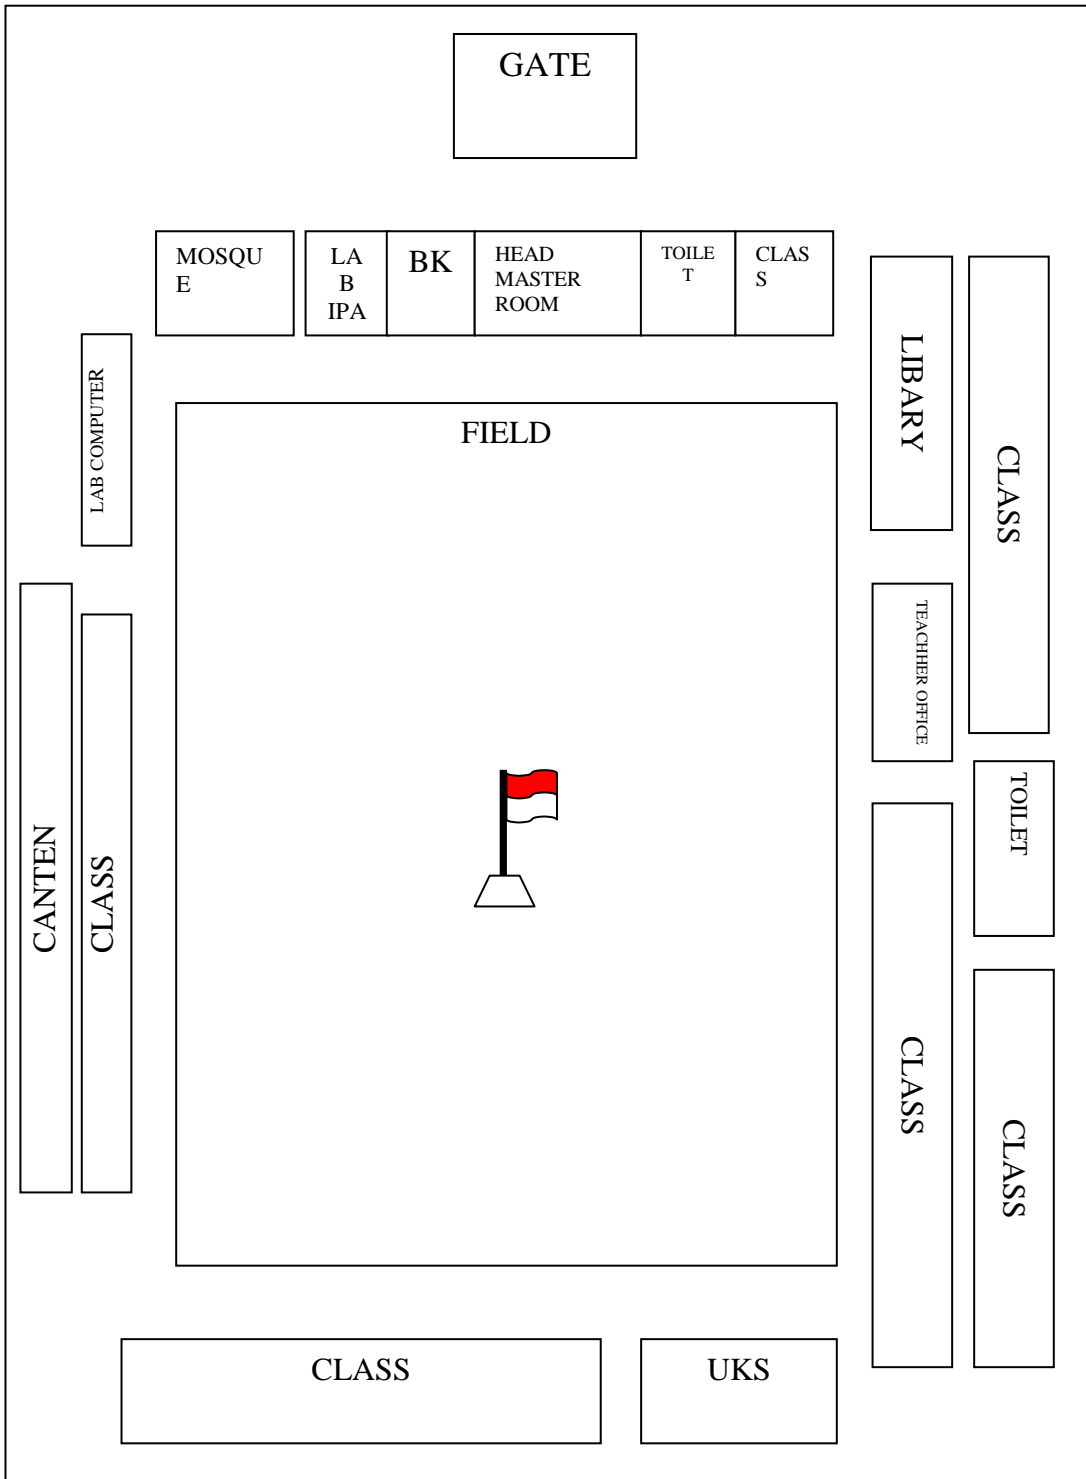 GATE
MOSQU
E
LA
B
IPA
BK
HEAD
MASTER
ROOM
TOILE
T
CLAS
S
LIBARY
CLASS
LAB COMPUTER
FIELD
TEACHHER OFFICE
TOILET
CANTEN
CLASS
CLASS
CLASS
CLASS
UKS